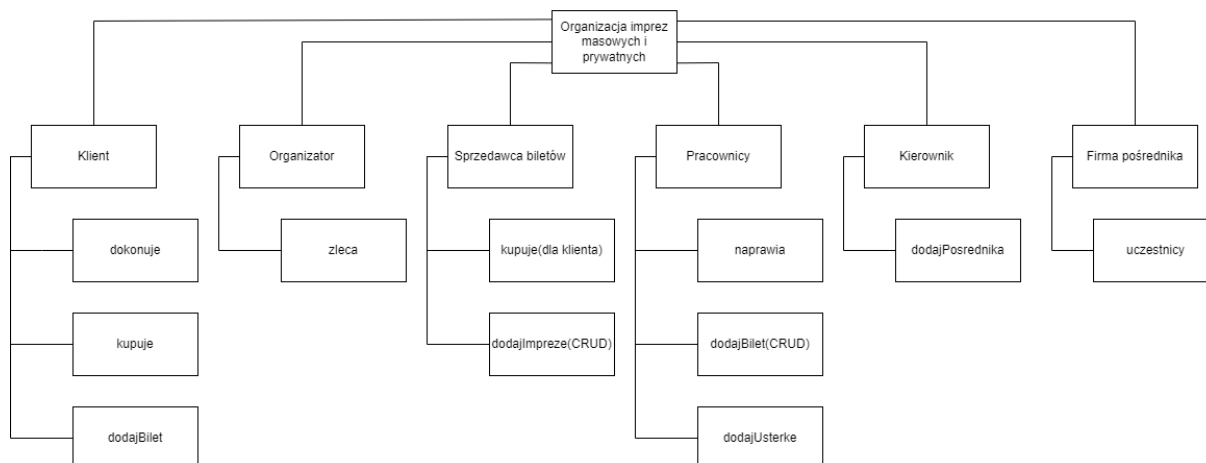 Organizacja imprez
masowych i
prywatnych
Klient
Organizator
Sprzedawca biletów
Pracownicy
Kierownik
Firma pośrednika
dokonuje
zleca
kupuje(dla klienta)
naprawia
dodajPosrednika
uczestnicy
kupuje
dodajImpreze(CRUD)
dodajBilet(CRUD)
dodajBilet
dodajUsterke